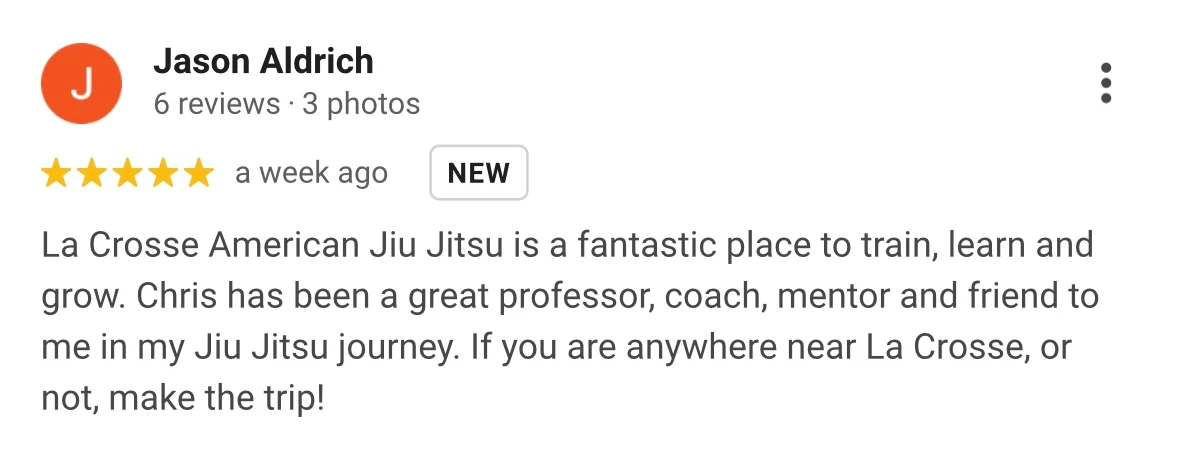 J
Jason Aldrich
6 reviews · 3 photos
a week ago NEW
La Crosse American Jiu Jitsu is a fantastic place to train, learn and
grow. Chris has been a great professor, coach, mentor and friend to
me in my Jiu Jitsu journey. If you are anywhere near La Crosse, or
not, make the trip!